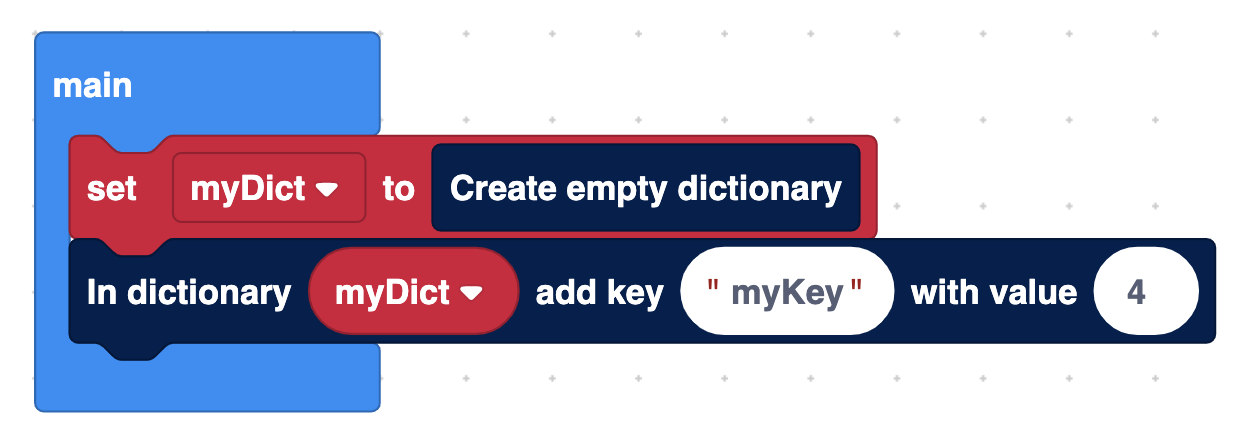 main
set myDict to Create empty dictionary
In dictionary myDict add key "myKey" with value 4